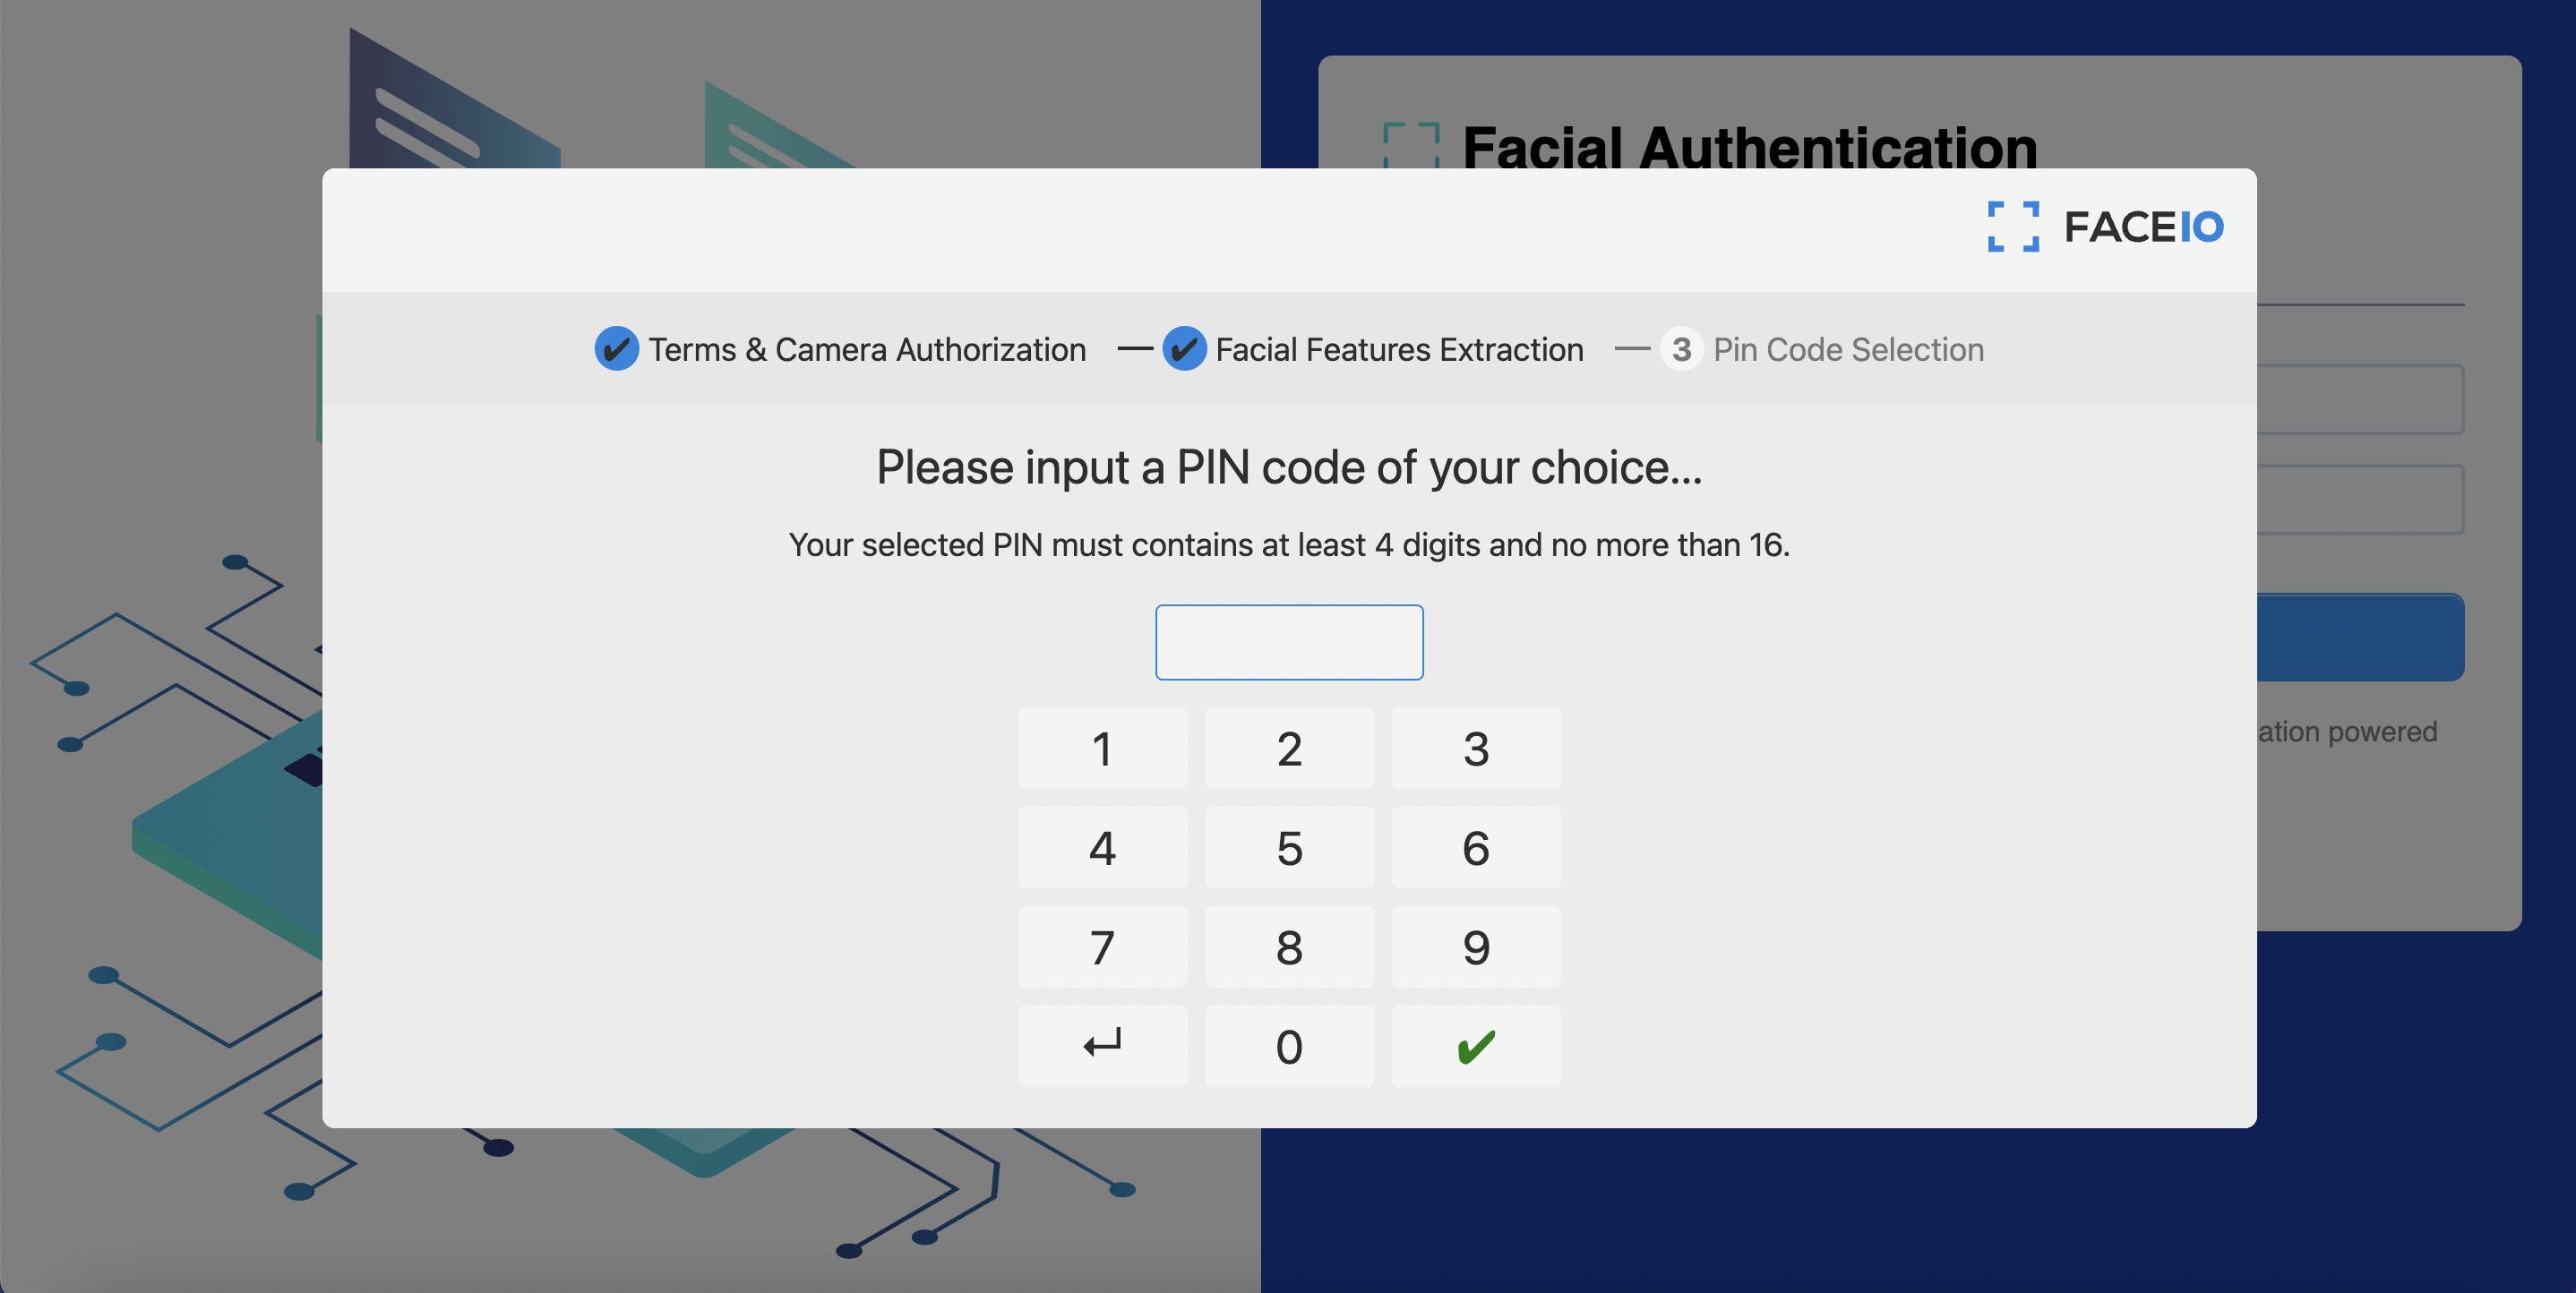 Facial Authentication
FACEIO
✔ Terms & Camera Authorization — ✔ Facial Features Extraction — 3 Pin Code Selection
Please input a PIN code of your choice...
Your selected PIN must contains at least 4 digits and no more than 16.
1 2 3
4 5 6
7 8 9
↵ 0 ✔
ation powered